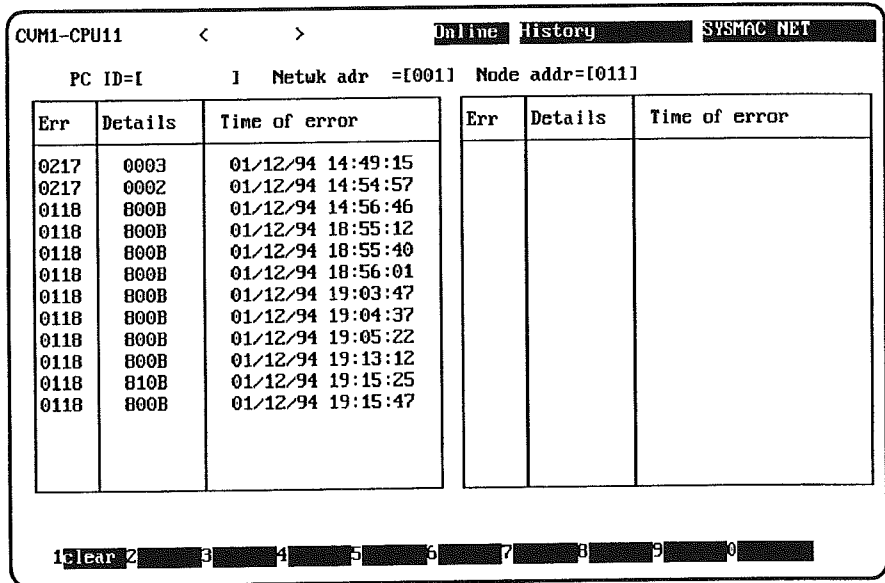 CVM1-CPU11 < > Online History SYSMAC NET
PC ID=[ ] Netwk adr =[001] Node addr=[011]
Err Details Time of error Err Details Time of error
0217 0003 01/12/94 14:49:15
0217 0002 01/12/94 14:54:57
0118 800B 01/12/94 14:56:46
0118 800B 01/12/94 18:55:12
0118 800B 01/12/94 18:55:40
0118 800B 01/12/94 18:56:01
0118 800B 01/12/94 19:03:47
0118 800B 01/12/94 19:04:37
0118 800B 01/12/94 19:05:22
0118 800B 01/12/94 19:13:12
0118 810B 01/12/94 19:15:25
0118 800B 01/12/94 19:15:47
1clear 2 3 4 5 6 7 8 9 0